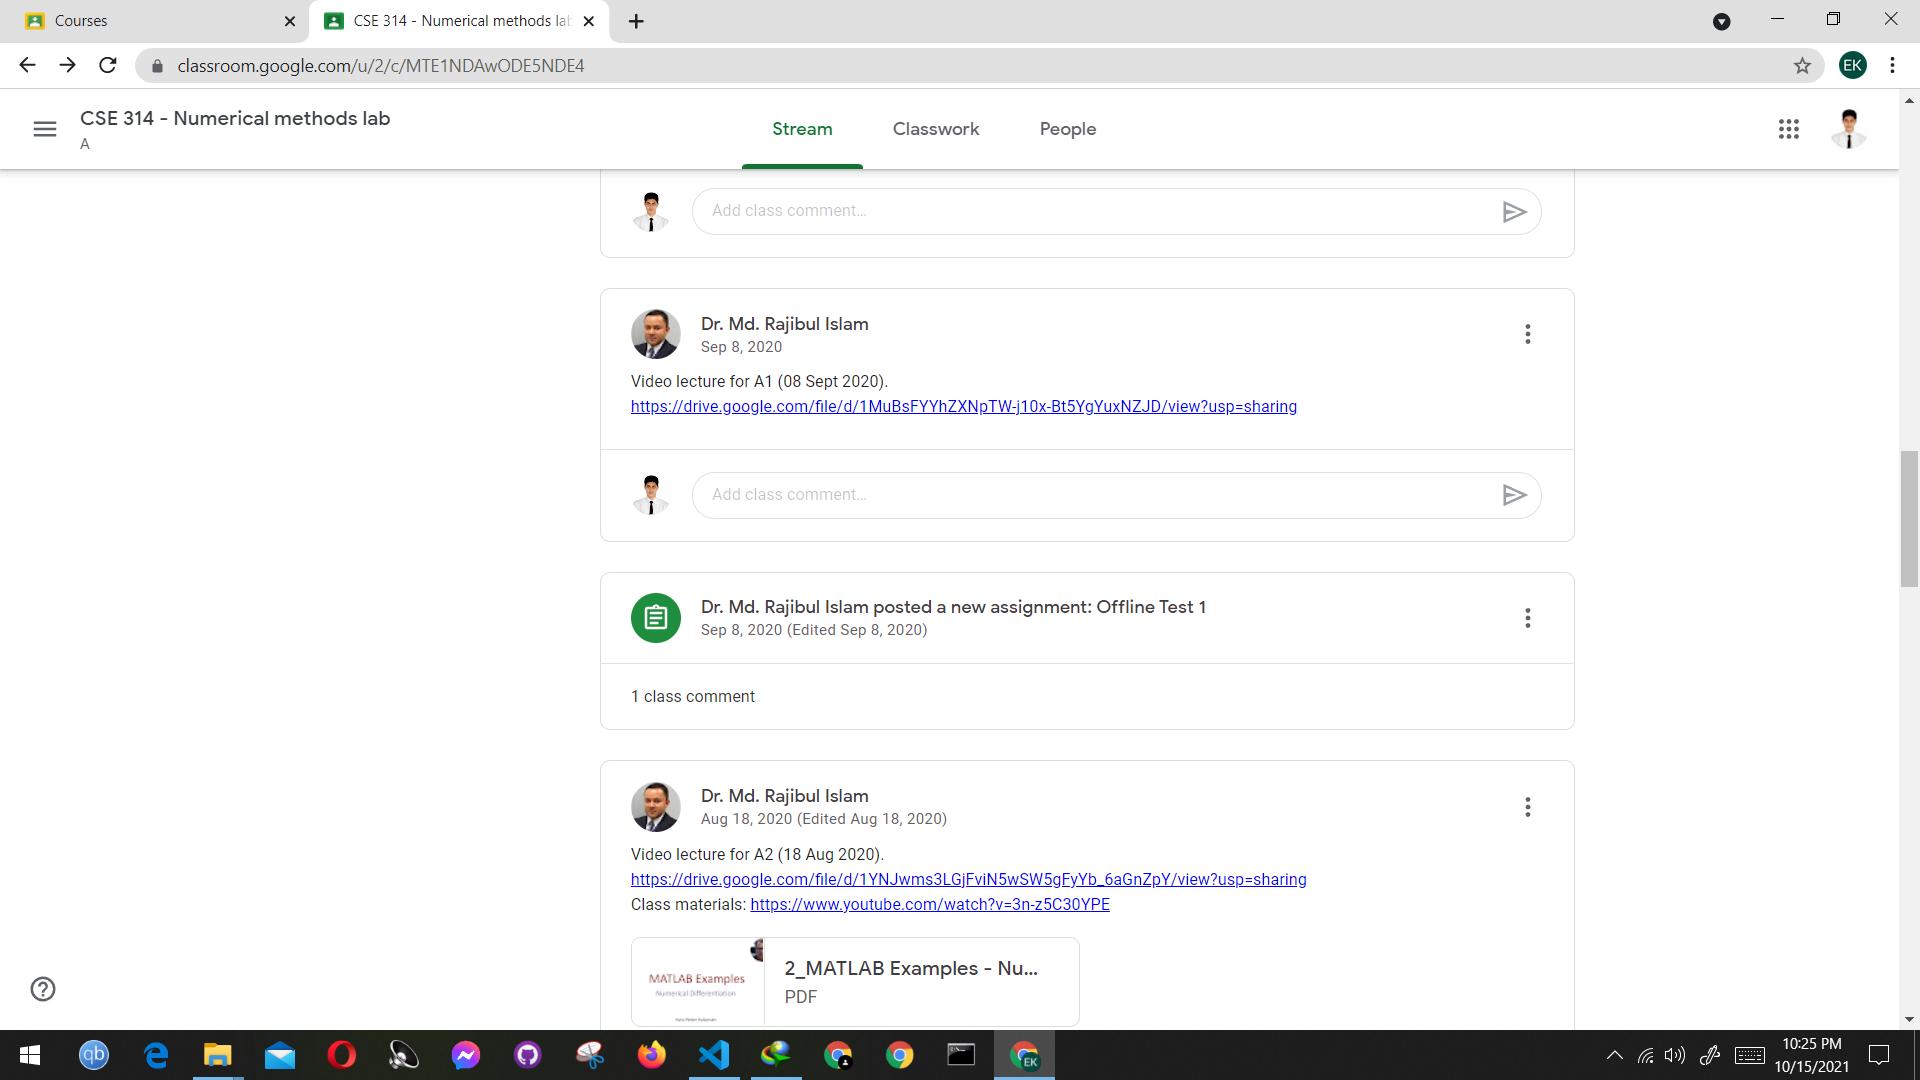 Courses
CSE 314 - Numerical methods lab
classroom.google.com/u/2/c/MTE1NDAwODE5NDE4
EK
CSE 314 - Numerical methods lab
A
Stream
Classwork
People
Add class comment...
Dr. Md. Rajibul Islam
Sep 8, 2020
Video lecture for A1 (08 Sept 2020).
https://drive.google.com/file/d/1MuBsFYYhZXNpTW-j10x-Bt5YgYuxNZJD/view?usp=sharing
Add class comment...
Dr. Md. Rajibul Islam posted a new assignment: Offline Test 1
Sep 8, 2020 (Edited Sep 8, 2020)
1 class comment
Dr. Md. Rajibul Islam
Aug 18, 2020 (Edited Aug 18, 2020)
Video lecture for A2 (18 Aug 2020).
https://drive.google.com/file/d/1YNJwms3LGjFviN5wSW5gFyYb_6aGnZpY/view?usp=sharing
Class materials: https://www.youtube.com/watch?v=3n-z5C30YPE
MATLAB Examples
Numerical Differentiation
2_MATLAB Examples - Nu...
PDF
qb
EK
10:25 PM
10/15/2021